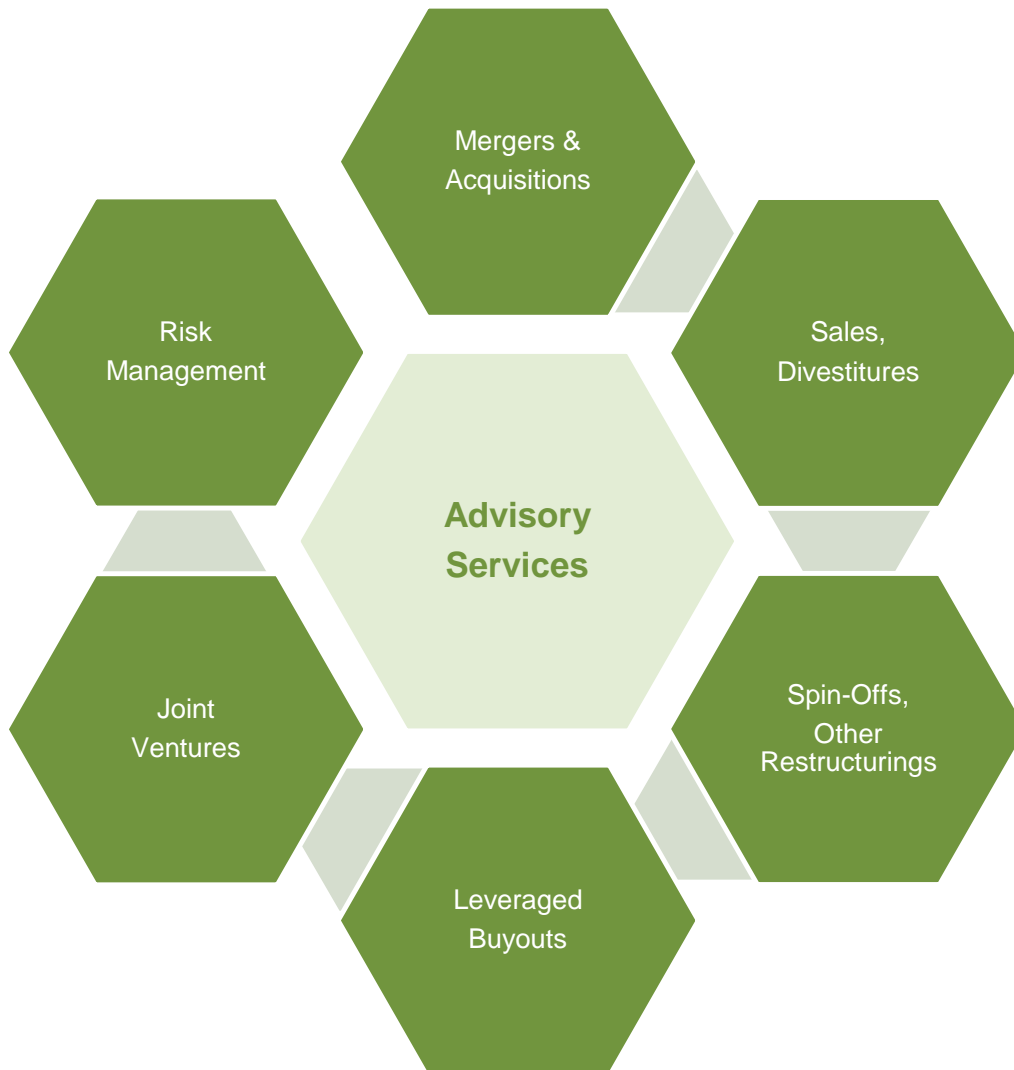 Mergers &
Acquisitions
Risk
Management
Sales,
Divestitures
Advisory
Services
Joint
Ventures
Spin-Offs,
Other
Restructurings
Leveraged
Buyouts